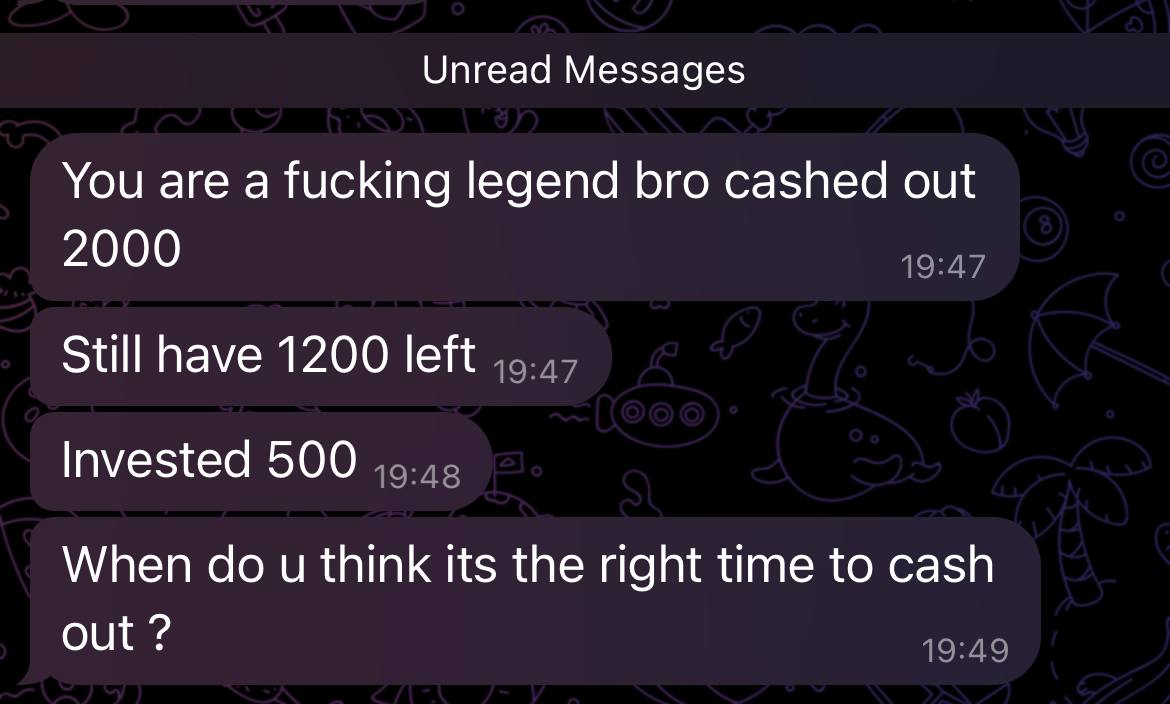 Unread Messages
You are a fucking legend bro cashed out
2000
19:47
Still have 1200 left 19:47
Invested 500 19:48
When do u think its the right time to cash
out ?
19:49